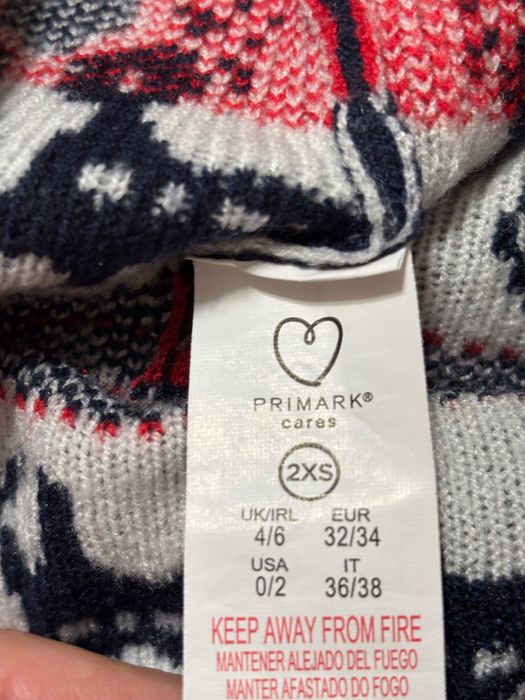 PRIMARK®
cares
2XS
UK/IRL EUR
4/6 32/34
USA IT
0/2 36/38
KEEP AWAY FROM FIRE
MANTENER ALEJADO DEL FUEGO
MANTER AFASTADO DO FOGO